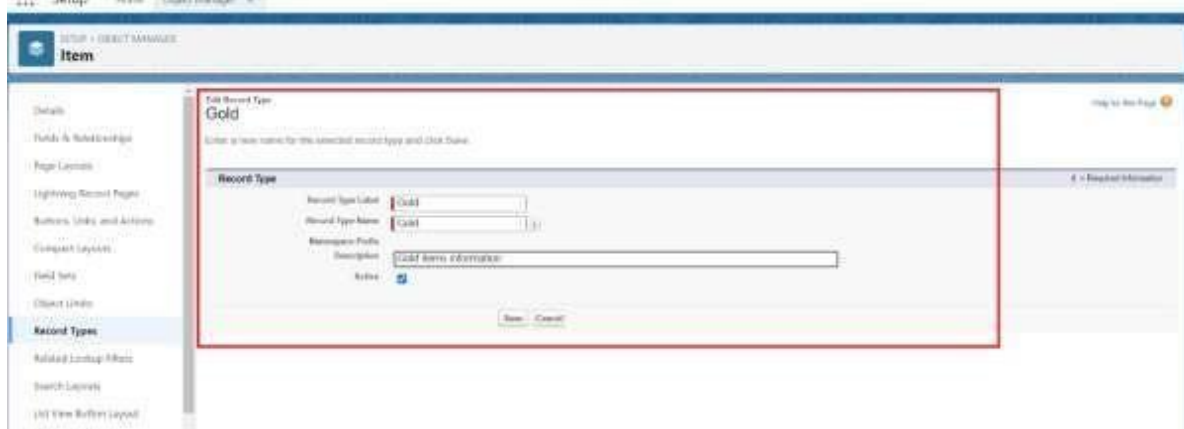 Setup Home Object Manager
SETUP > OBJECT MANAGER
Item
Details
Fields & Relationships
Page Layouts
Lightning Record Pages
Buttons, Links, and Actions
Compact Layouts
Field Sets
Object Limits
Record Types
Related Lookup Filters
Search Layouts
List View Button Layout
Edit Record Type
Gold
Help for this Page
Enter a new name for the selected record type and click Save.
Record Type
= Required Information
Record Type Label Gold
Record Type Name Gold i
Namespace Prefix
Description Gold items information
Active
Save Cancel